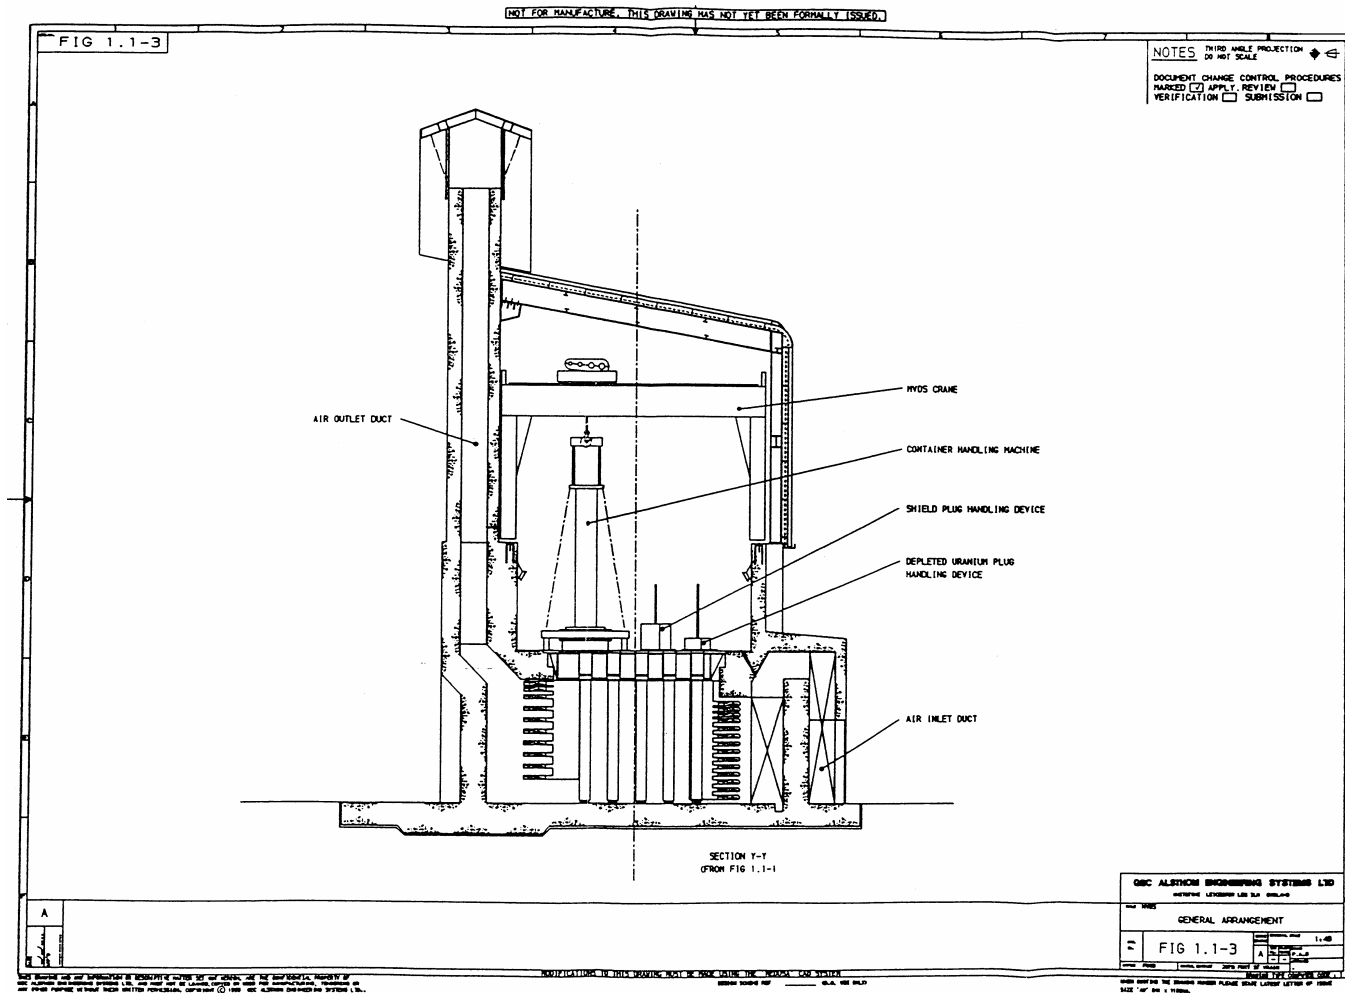 NOT FOR MANUFACTURE. THIS DRAWING HAS NOT YET BEEN FORMALLY ISSUED.
FIG 1.1-3
NOTES
THIRD ANGLE PROJECTION
DO NOT SCALE
DOCUMENT CHANGE CONTROL PROCEDURES
MARKED APPLY. REVIEW
VERIFICATION SUBMISSION
A
B
C
D
E
AIR OUTLET DUCT
MVDS CRANE
CONTAINER HANDLING MACHINE
SHIELD PLUG HANDLING DEVICE
DEPLETED URANIUM PLUG
HANDLING DEVICE
AIR INLET DUCT
SECTION Y-Y
(FROM FIG 1.1-1
A
GEC ALSTHOM ENGINEERING SYSTEMS LTD
GENERAL ARRANGEMENT
FIG 1.1-3
A
MODIFICATIONS TO THIS DRAWING MUST BE MADE USING THE MEDUSA CAD SYSTEM